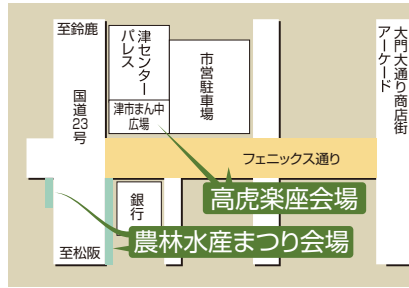 至鈴鹿
国道23号
至松阪
津センター
パレス
津市まん中
広場
市営駐車場
大門大通り商店街
アーケード
フェニックス通り
銀行
高虎楽座会場
農林水産まつり会場